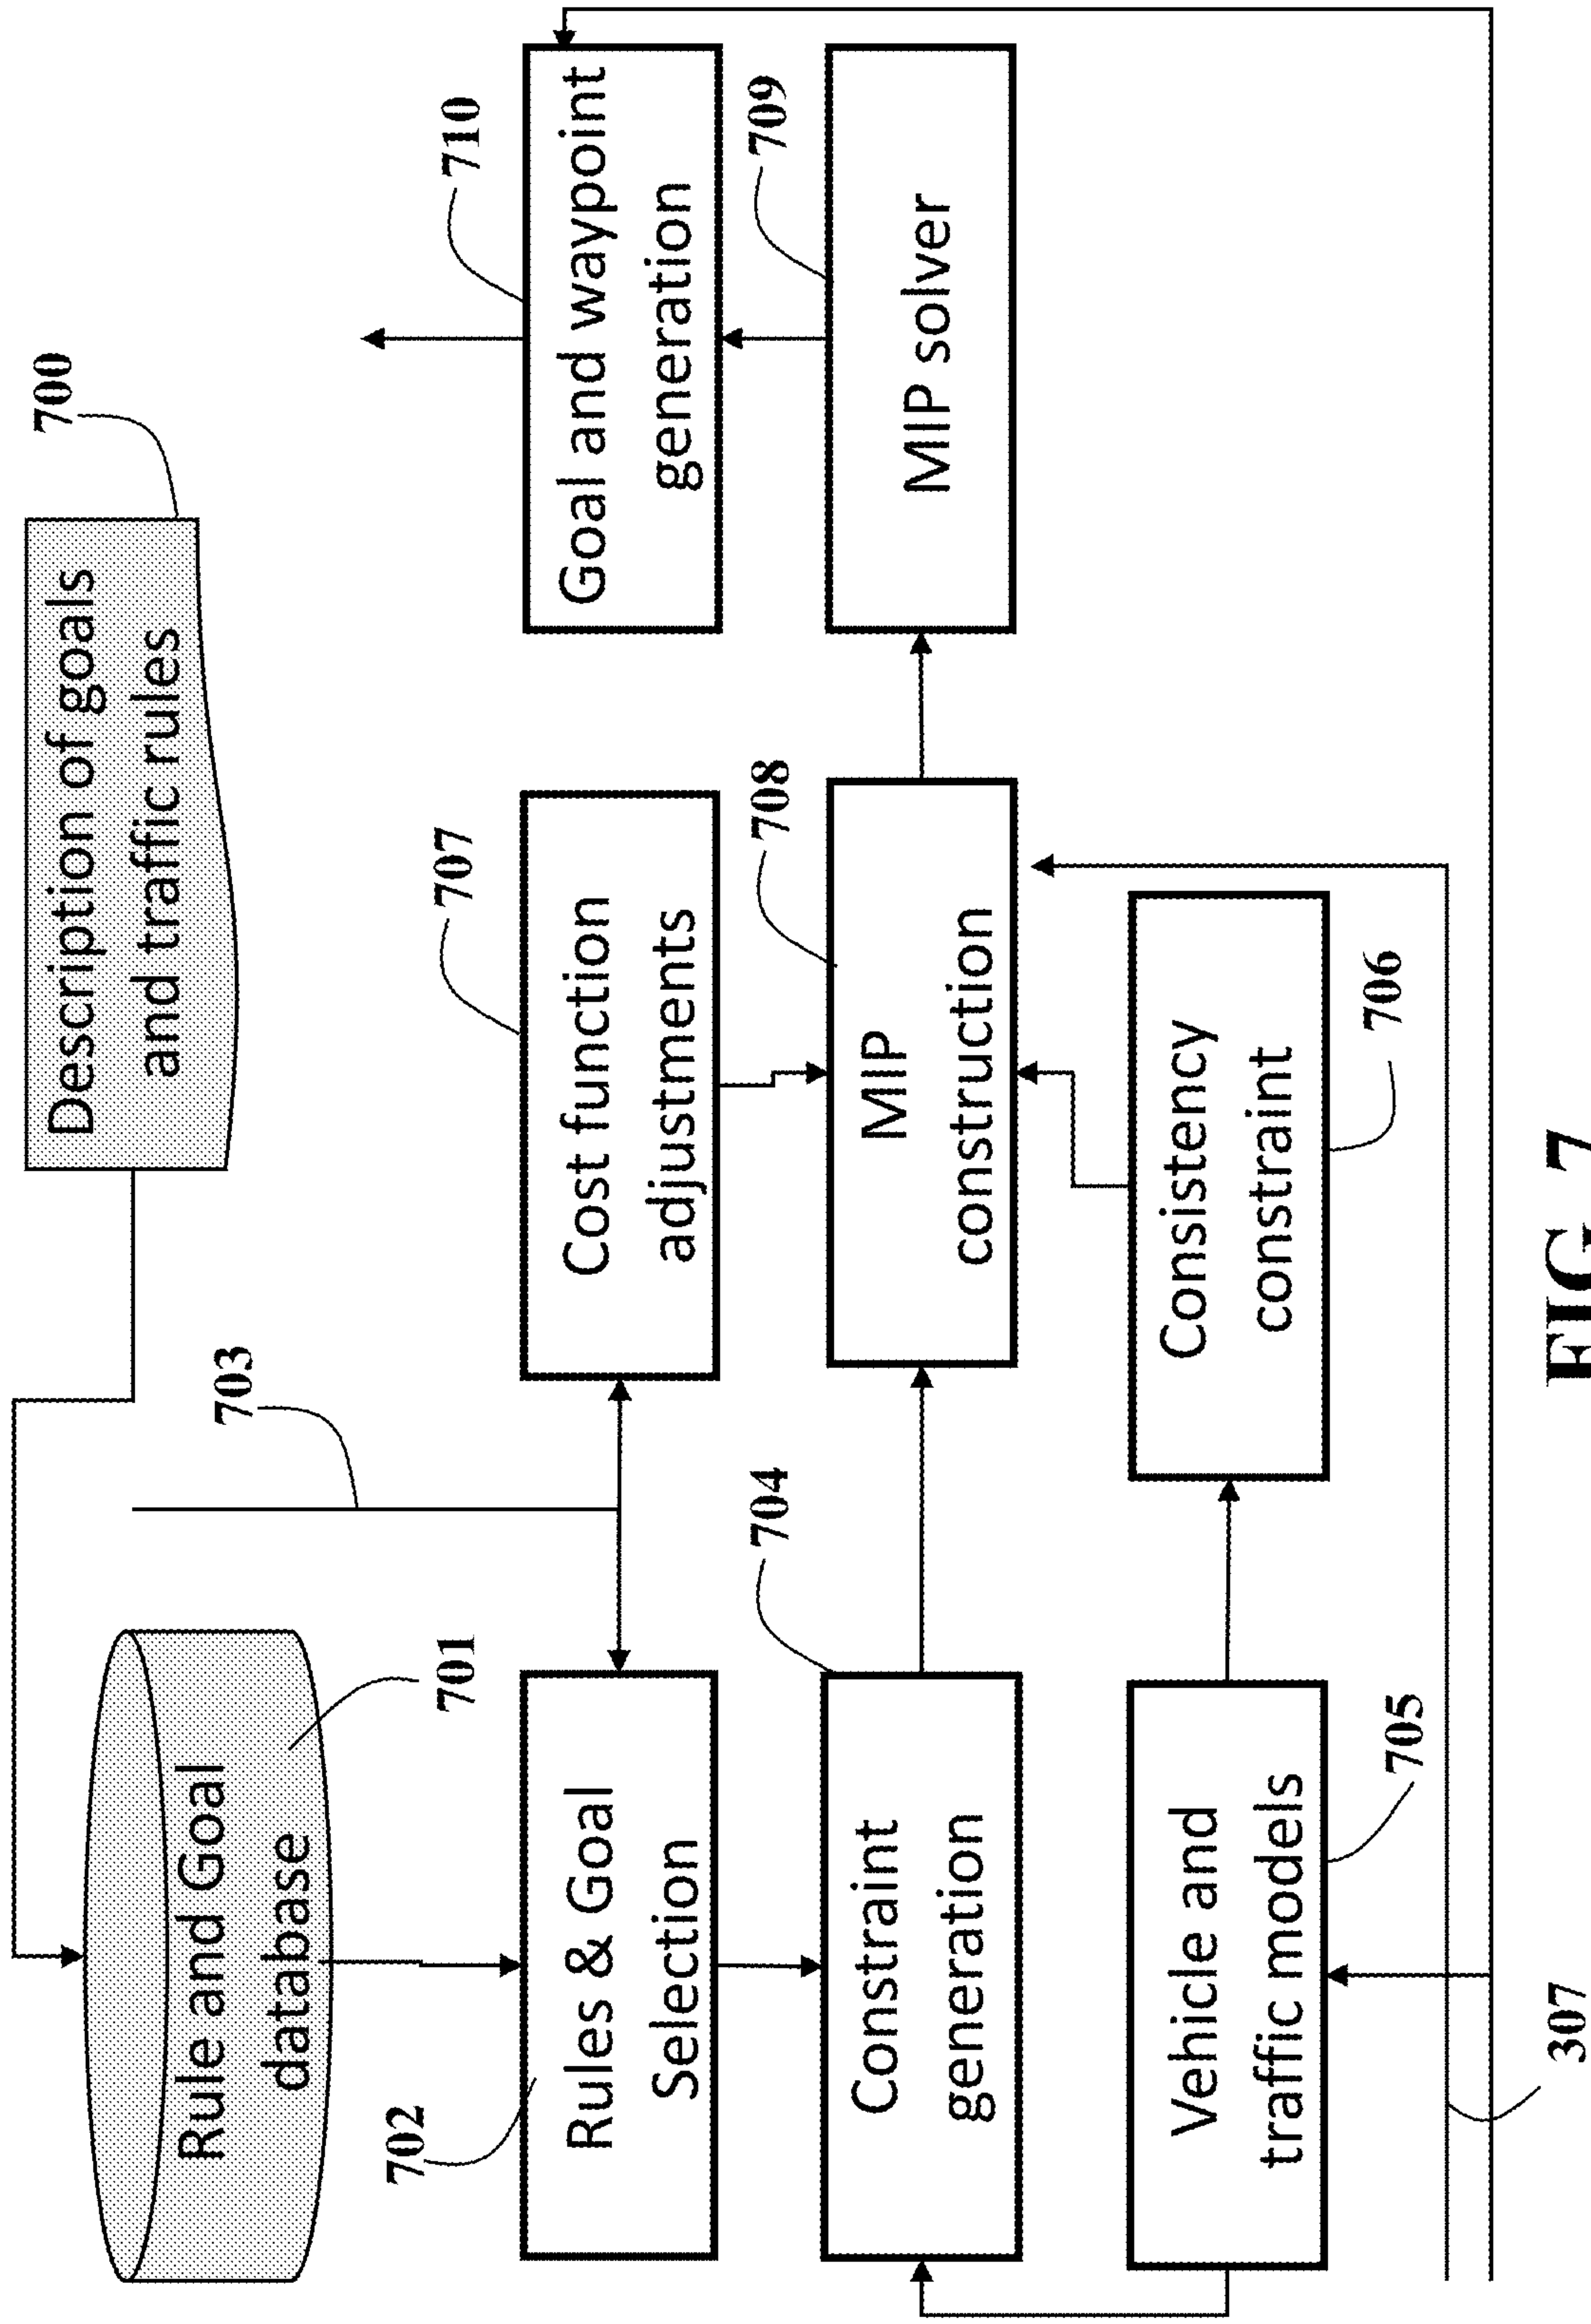 700
Description of goals
and traffic rules
Rule and Goal
database
701
703
702
Rules & Goal
Selection
707
Cost function
adjustments
710
Goal and waypoint
generation
704
Constraint
generation
708
MIP
construction
709
MIP solver
Vehicle and
traffic models
705
Consistency
constraint
706
307
FIG. 7